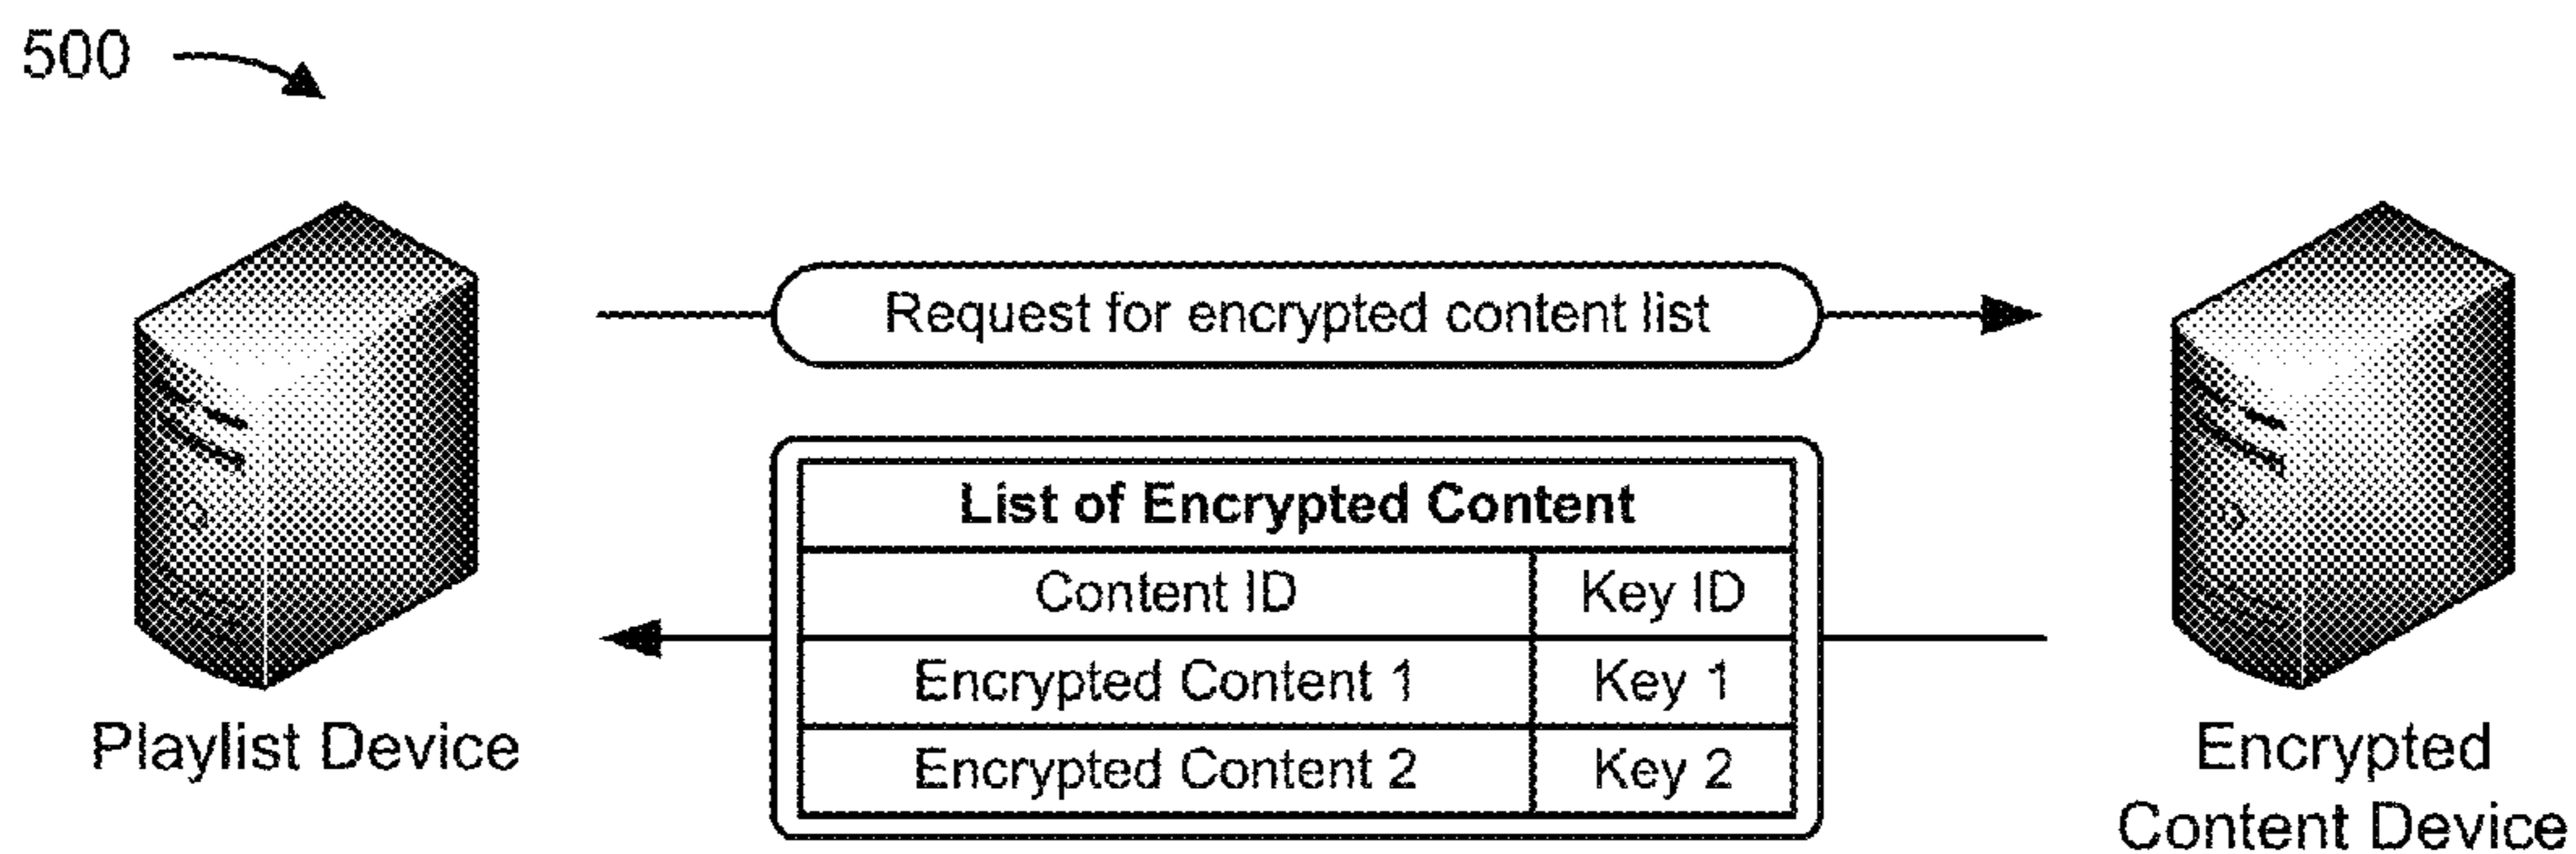 500
Request for encrypted content list
List of Encrypted Content
Content ID Key ID
Encrypted Content 1 Key 1
Encrypted Content 2 Key 2
Playlist Device
Encrypted
Content Device